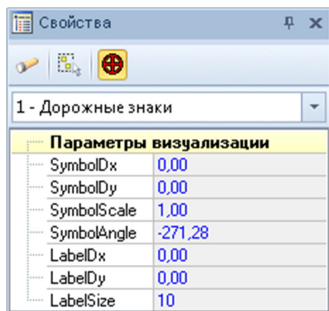 Свойства
1 - Дорожные знаки
Параметры визуализации
SymbolDx 0,00
SymbolDy 0,00
SymbolScale 1,00
SymbolAngle -271,28
LabelDx 0,00
LabelDy 0,00
LabelSize 10